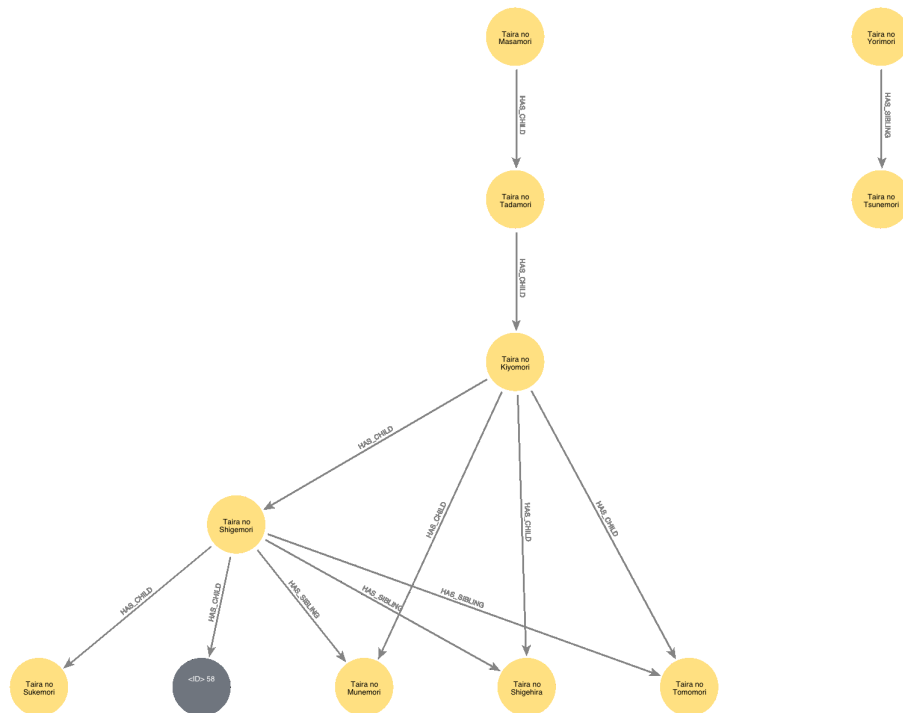 Taira no
Masamori
Taira no
Yorimori
HAS_CHILD
HAS_SIBLING
Taira no
Tadamori
Taira no
Tsunemori
HAS_CHILD
Taira no
Kiyomori
HAS_CHILD
HAS_CHILD
HAS_CHILD
HAS_CHILD
Taira no
Shigemori
HAS_CHILD
HAS_CHILD
HAS_SIBLING
HAS_SIBLING
HAS_SIBLING
Taira no
Sukemori
<ID> 58
Taira no
Munemori
Taira no
Shigehira
Taira no
Tomomori